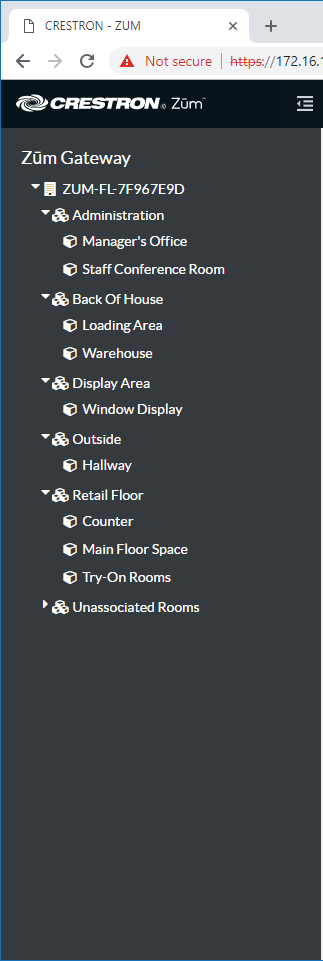 CRESTRON - ZUM
Not secure https://172.16.1
CRESTRON® Zūm™
Zūm Gateway
ZUM-FL-7F967E9D
Administration
Manager's Office
Staff Conference Room
Back Of House
Loading Area
Warehouse
Display Area
Window Display
Outside
Hallway
Retail Floor
Counter
Main Floor Space
Try-On Rooms
Unassociated Rooms